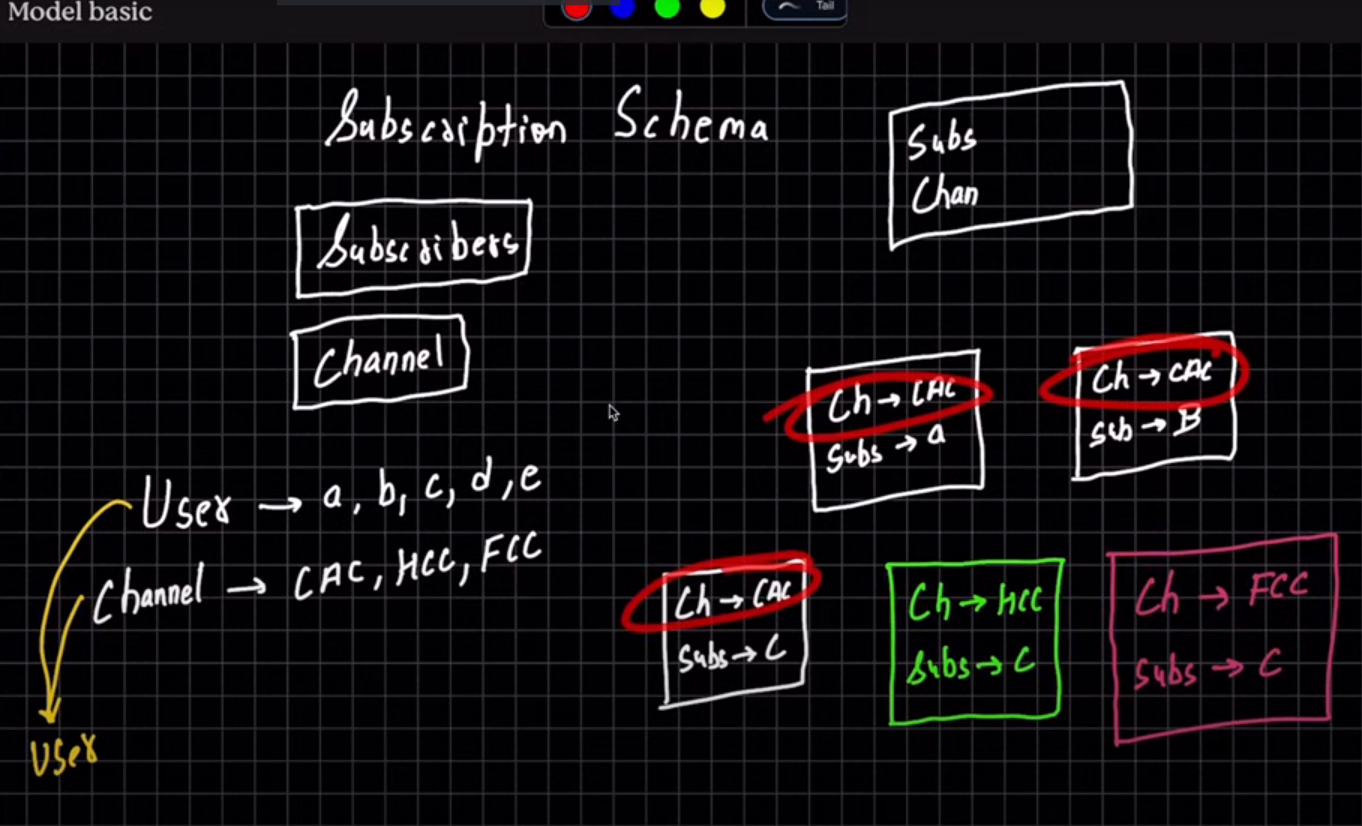 Model basic
Tail
Subscription Schema
Subs
Chan
Subscribers
Channel
Ch → CAC
Subs → a
Ch → CAC
Sub → B
User → a, b, c, d, e
Channel → CAC, HCC, FCC
Ch → CAC
Subs → C
Ch → HCC
Subs → C
Ch → FCC
Subs → C
User